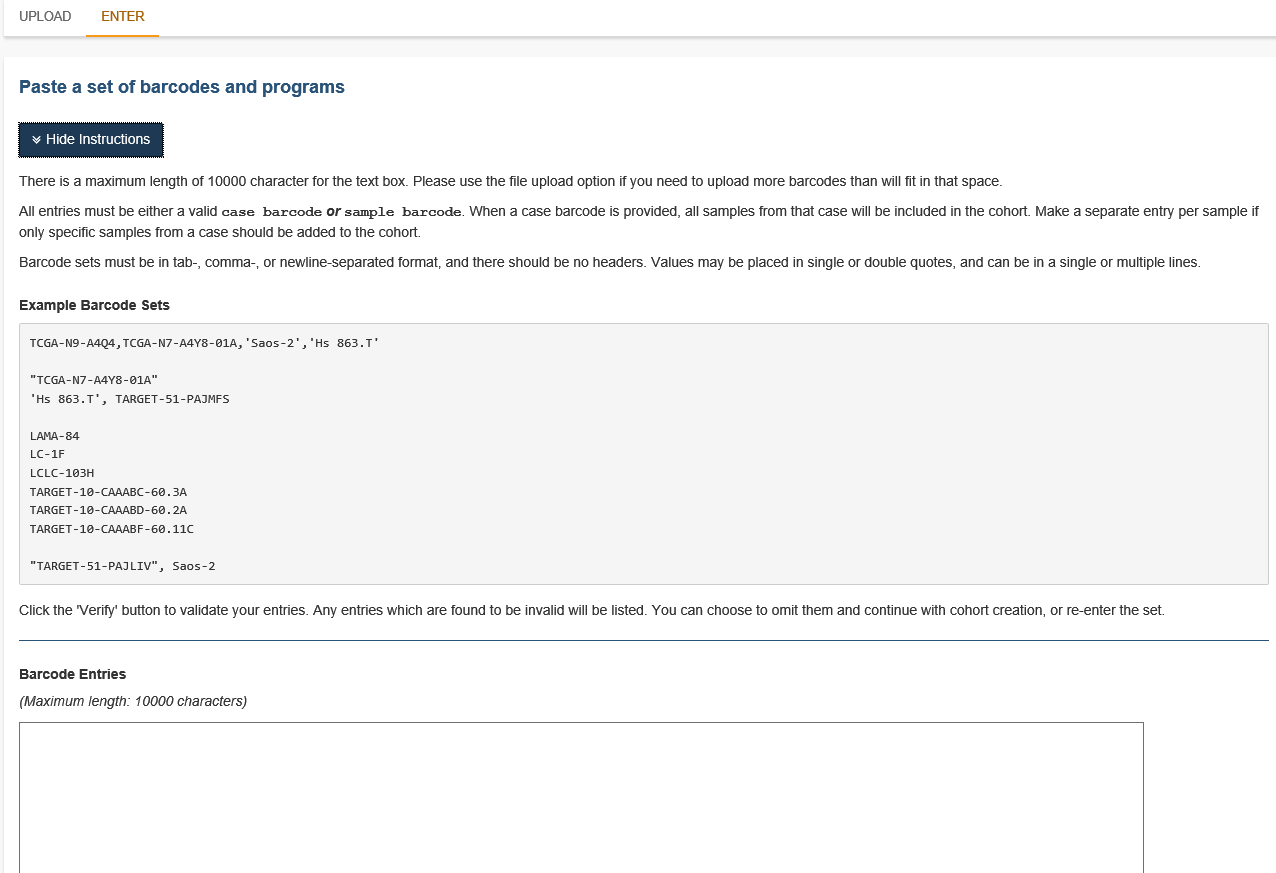 UPLOAD ENTER
Paste a set of barcodes and programs
Hide Instructions
There is a maximum length of 10000 character for the text box. Please use the file upload option if you need to upload more barcodes than will fit in that space.
All entries must be either a valid case barcode or sample barcode. When a case barcode is provided, all samples from that case will be included in the cohort. Make a separate entry per sample if
only specific samples from a case should be added to the cohort.
Barcode sets must be in tab-, comma-, or newline-separated format, and there should be no headers. Values may be placed in single or double quotes, and can be in a single or multiple lines.
Example Barcode Sets
TCGA-N9-A4Q4,TCGA-N7-A4Y8-01A,'Saos-2','Hs 863.T'
"TCGA-N7-A4Y8-01A"
'Hs 863.T', TARGET-51-PAJMFS
LAMA-84
LC-1F
LCLC-103H
TARGET-10-CAAABC-60.3A
TARGET-10-CAAABD-60.2A
TARGET-10-CAAABF-60.11C
"TARGET-51-PAJLIV", Saos-2
Click the 'Verify' button to validate your entries. Any entries which are found to be invalid will be listed. You can choose to omit them and continue with cohort creation, or re-enter the set.
Barcode Entries
(Maximum length: 10000 characters)